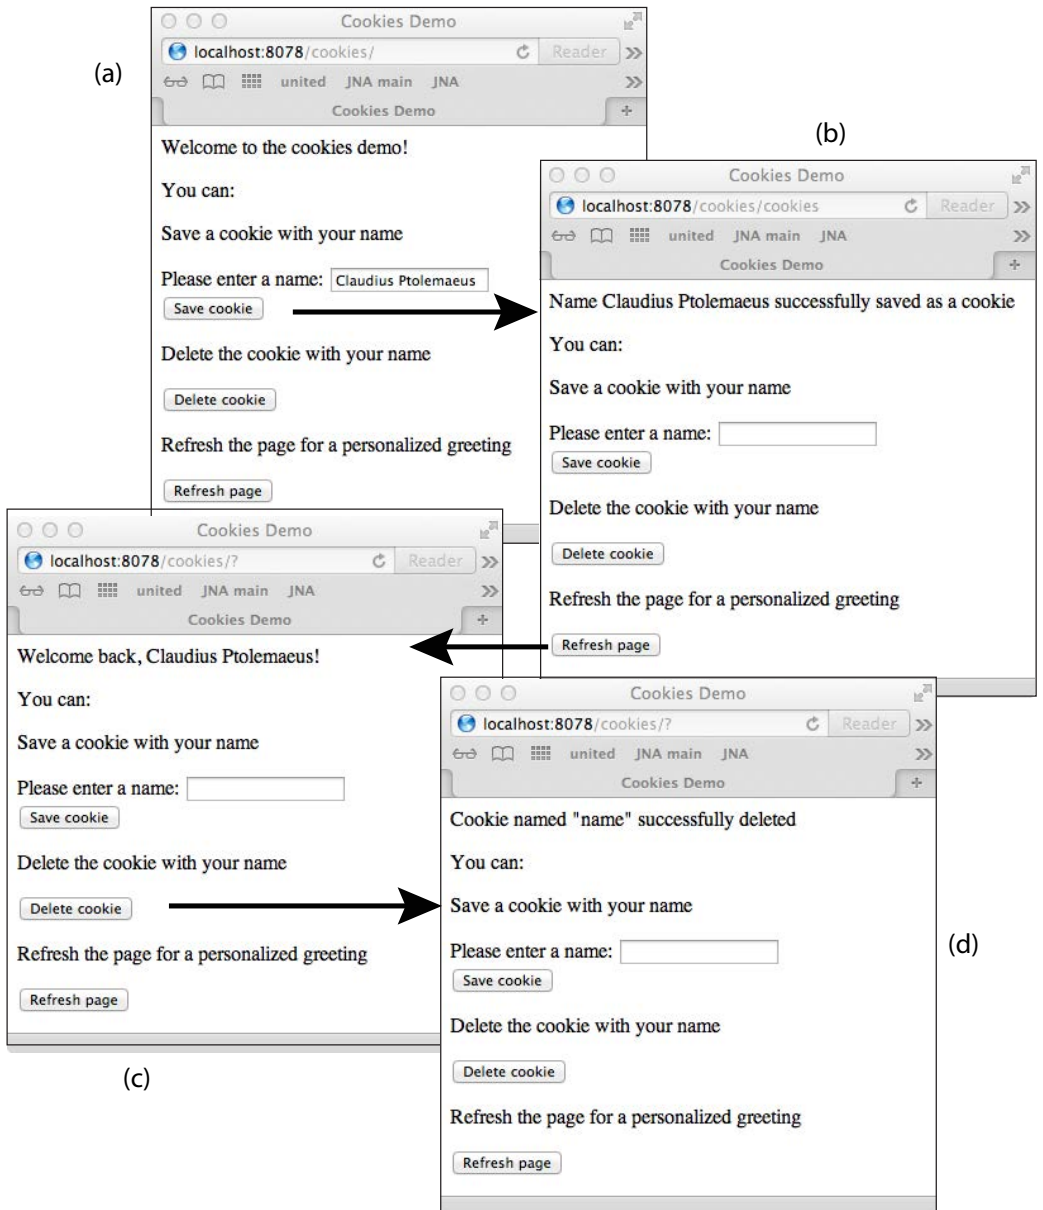 (a)
Cookies Demo
localhost:8078/cookies/
Reader
united JNA main JNA
Cookies Demo
Welcome to the cookies demo!
You can:
Save a cookie with your name
Please enter a name: Claudius Ptolemaeus
Save cookie
Delete the cookie with your name
Delete cookie
Refresh the page for a personalized greeting
Refresh page
(b)
Cookies Demo
localhost:8078/cookies/cookies
Reader
united JNA main JNA
Cookies Demo
Name Claudius Ptolemaeus successfully saved as a cookie
You can:
Save a cookie with your name
Please enter a name:
Save cookie
Delete the cookie with your name
Delete cookie
Refresh the page for a personalized greeting
Refresh page
Cookies Demo
localhost:8078/cookies/?
Reader
united JNA main JNA
Cookies Demo
Welcome back, Claudius Ptolemaeus!
You can:
Save a cookie with your name
Please enter a name:
Save cookie
Delete the cookie with your name
Delete cookie
Refresh the page for a personalized greeting
Refresh page
(c)
Cookies Demo
localhost:8078/cookies/?
Reader
united JNA main JNA
Cookies Demo
Cookie named "name" successfully deleted
You can:
Save a cookie with your name
Please enter a name:
Save cookie
Delete the cookie with your name
Delete cookie
Refresh the page for a personalized greeting
Refresh page
(d)